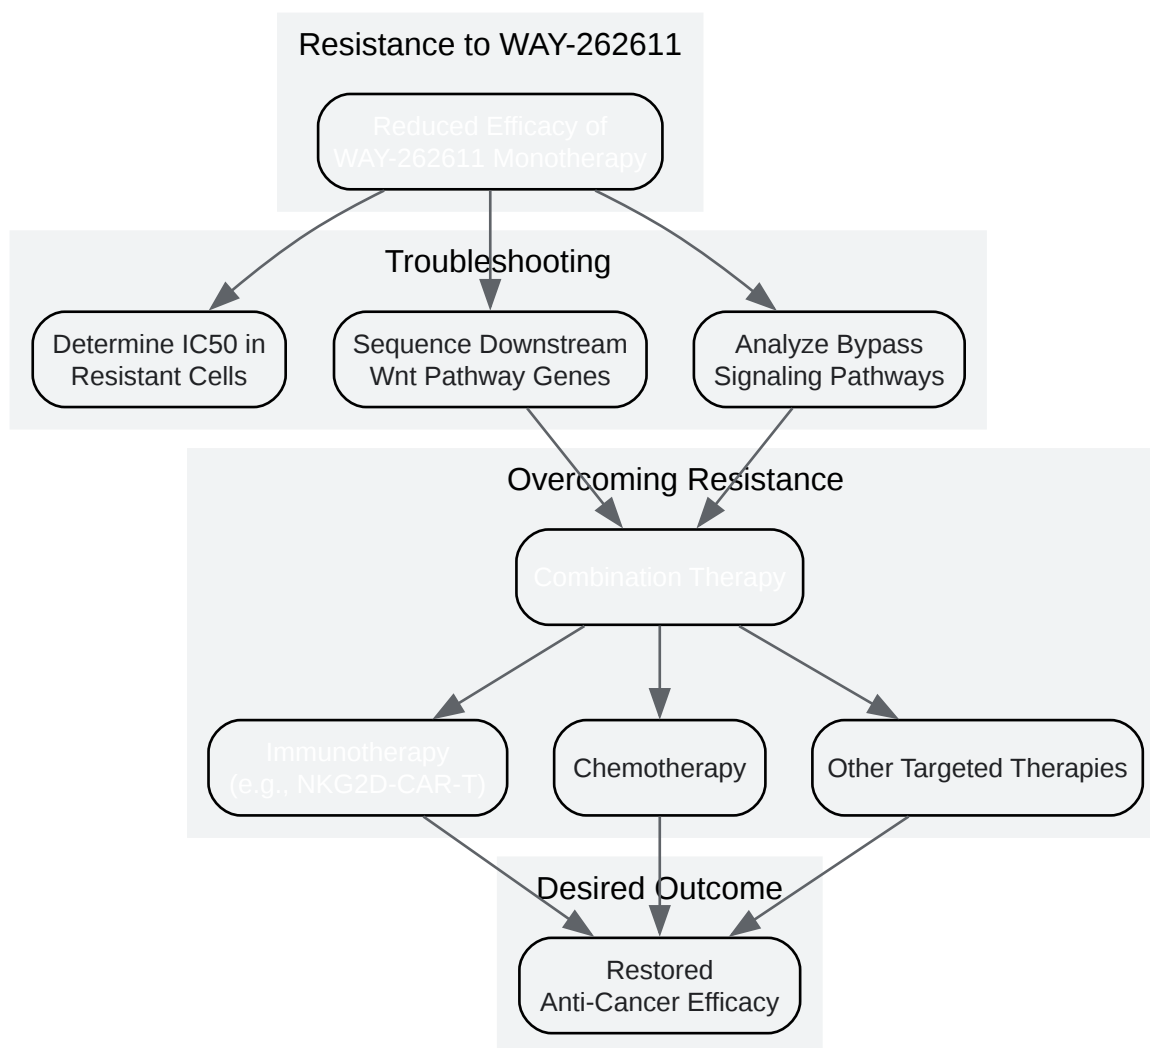 Resistance to WAY-262611
Reduced Efficacy of
WAY-262611 Monotherapy
Troubleshooting
Determine IC50 in
Resistant Cells
Sequence Downstream
Wnt Pathway Genes
Analyze Bypass
Signaling Pathways
Overcoming Resistance
Combination Therapy
Immunotherapy
(e.g., NKG2D-CAR-T)
Chemotherapy
Other Targeted Therapies
Desired Outcome
Restored
Anti-Cancer Efficacy